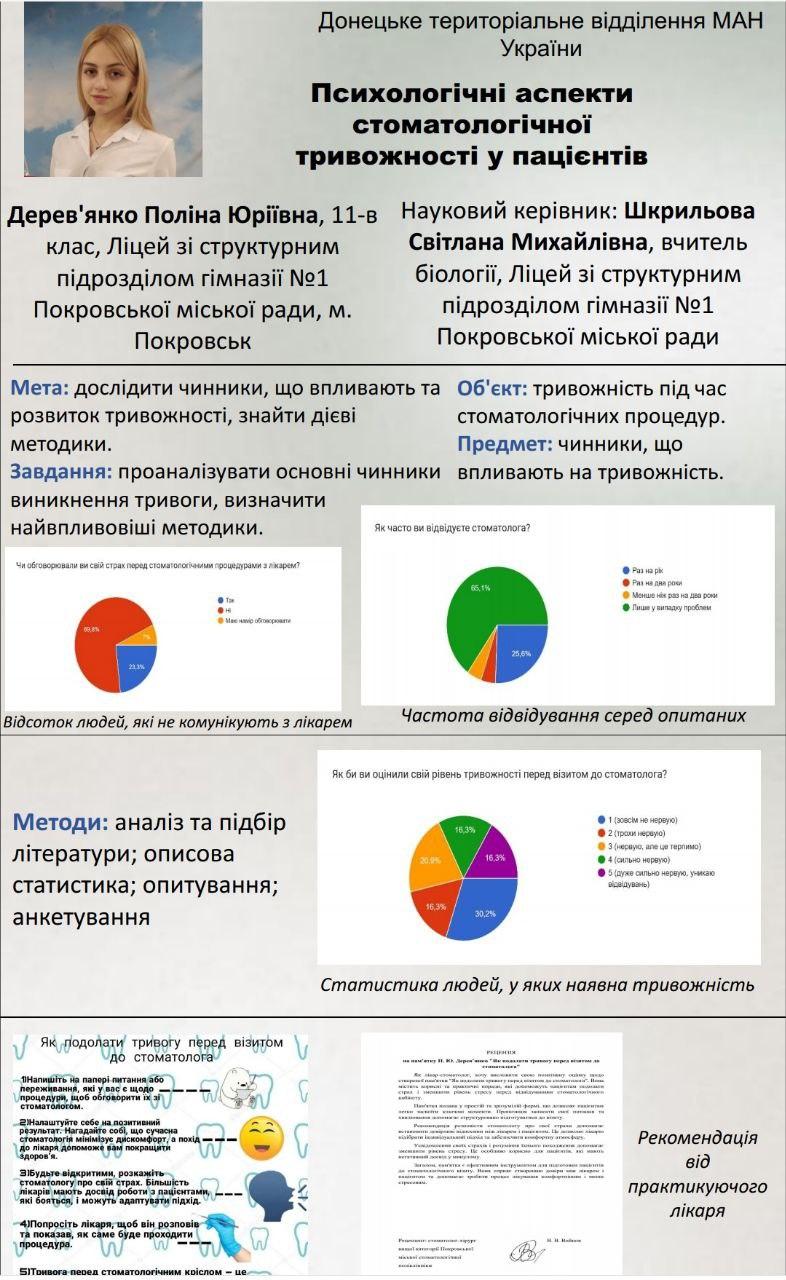 Донецьке територіальне відділення МАН
України
Психологічні аспекти
стоматологічної
тривожності у пацієнтів
Дерев'янко Поліна Юріївна, 11-в
клас, Ліцей зі структурним
підрозділом гімназії №1
Покровської міської ради, м.
Покровськ
Науковий керівник: Шкрильова
Світлана Михайлівна, вчитель
біології, Ліцей зі структурним
підрозділом гімназії №1
Покровської міської ради
Мета: дослідити чинники, що впливають та
розвиток тривожності, знайти дієві
методики.
Завдання: проаналізувати основні чинники
виникнення тривоги, визначити
найвпливовіші методики.
Об'єкт: тривожність під час
стоматологічних процедур.
Предмет: чинники, що
впливають на тривожність.
Чи обговорювали ви свій страх перед стоматологічними процедурами з лікарем?
Так
Ні
Маю намір обговорювати
69,8%
7%
23,3%
Відсоток людей, які не комунікують з лікарем
Як часто ви відвідуєте стоматолога?
65,1%
25,6%
Раз на рік
Раз на два роки
Менше ніж раз на два роки
Лише у випадку проблем
Частота відвідування серед опитаних
Методи: аналіз та підбір
літератури; описова
статистика; опитування;
анкетування
Як би ви оцінили свій рівень тривожності перед візитом до стоматолога?
16,3%
20,9%
16,3%
16,3%
30,2%
1 (зовсім не нервую)
2 (трохи нервую)
3 (нервую, але це терпимо)
4 (сильно нервую)
5 (дуже сильно нервую, уникаю
відвідувань)
Статистика людей, у яких наявна тривожність
Як подолати тривогу перед візитом
до стоматолога
1)Напишіть на папері питання або
переживання, які у вас є щодо
процедури, щоб обговорити їх зі
стоматологом.
2)Налаштуйте себе на позитивний
результат. Нагадайте собі, що сучасна
стоматологія мінімізує дискомфорт, а похід
до лікаря допоможе вам покращити
здоров'я.
3)Будьте відкритими, розкажіть
стоматологу про свій страх. Більшість
лікарів мають досвід роботи з пацієнтами,
які бояться, і можуть адаптувати підхід.
4)Попросіть лікаря, щоб він розповів
та показав, як саме буде проходити
процедура.
5)Тривога перед стоматологічним кріслом – це
РЕЦЕНЗІЯ
на пам'ятку П. Ю. Дерев'янко "Як подолати тривогу перед візитом до
стоматолога"
Рекомендація
від
практикуючого
лікаря